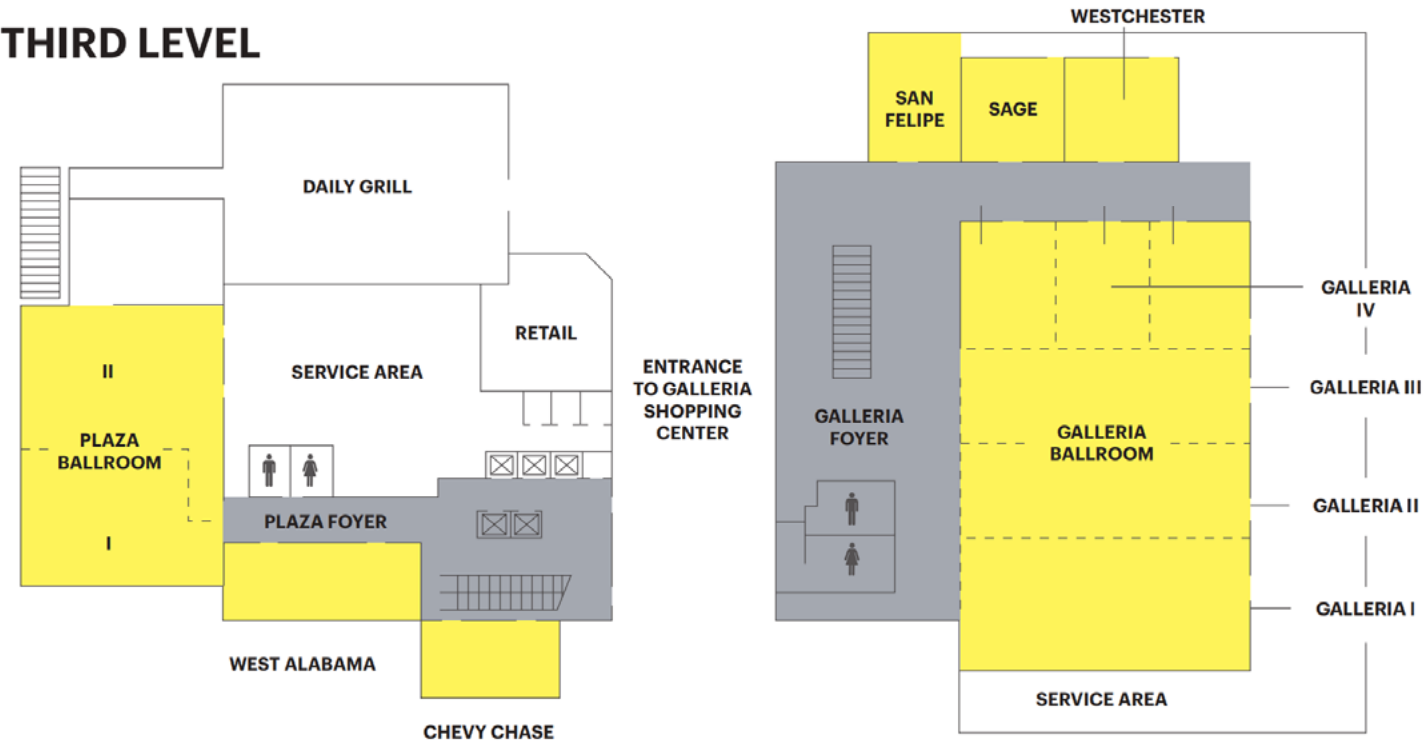 THIRD LEVEL
DAILY GRILL
RETAIL
SERVICE AREA
II
PLAZA
BALLROOM
I
PLAZA FOYER
WEST ALABAMA
CHEVY CHASE
ENTRANCE
TO GALLERIA
SHOPPING
CENTER
WESTCHESTER
SAN
FELIPE
SAGE
GALLERIA
IV
GALLERIA III
GALLERIA
FOYER
GALLERIA
BALLROOM
GALLERIA II
GALLERIA I
SERVICE AREA